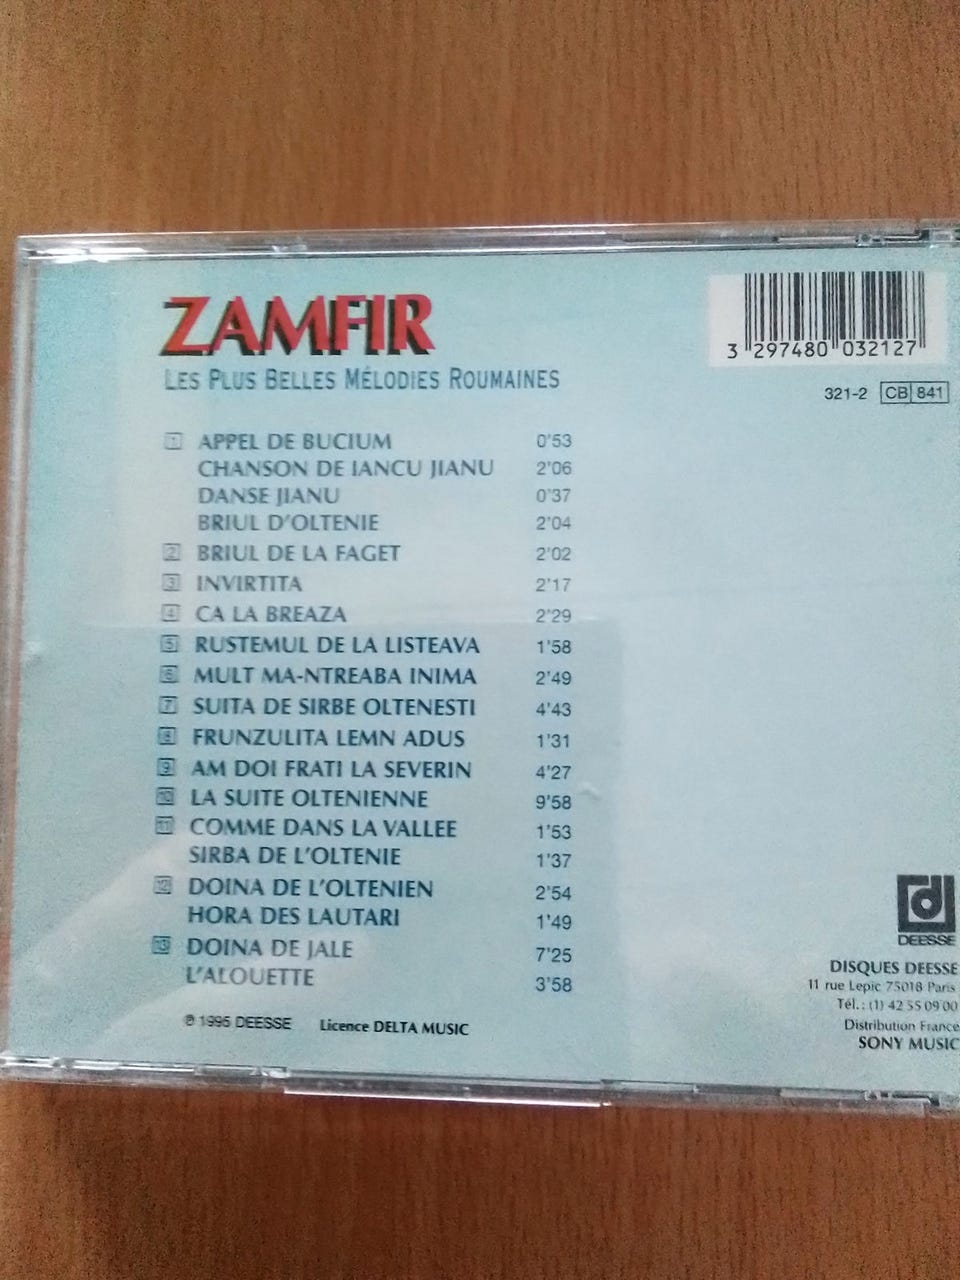 ZAMFIR
LES PLUS BELLES MÉLODIES ROUMAINES
3 297480 032127
321-2 CB 841
1 APPEL DE BUCIUM 0'53
CHANSON DE IANCU JIANU 2'06
DANSE JIANU 0'37
BRIUL D'OLTENIE 2'04
2 BRIUL DE LA FAGET 2'02
3 INVIRTITA 2'17
4 CA LA BREAZA 2'29
5 RUSTEMUL DE LA LISTEAVA 1'58
6 MULT MA-NTREABA INIMA 2'49
7 SUITA DE SIRBE OLTENESTI 4'43
8 FRUNZULITA LEMN ADUS 1'31
9 AM DOI FRATI LA SEVERIN 4'27
10 LA SUITE OLTENIENNE 9'58
11 COMME DANS LA VALLEE 1'53
SIRBA DE L'OLTENIE 1'37
12 DOINA DE L'OLTENIEN 2'54
HORA DES LAUTARI 1'49
13 DOINA DE JALE 7'25
L'ALOUETTE 3'58
℗ 1995 DEESSE Licence DELTA MUSIC
d
DEESSE
DISQUES DEESSE
11 rue Lepic 75018 Paris
Tél.: (1) 42 55 09 00
Distribution France
SONY MUSIC